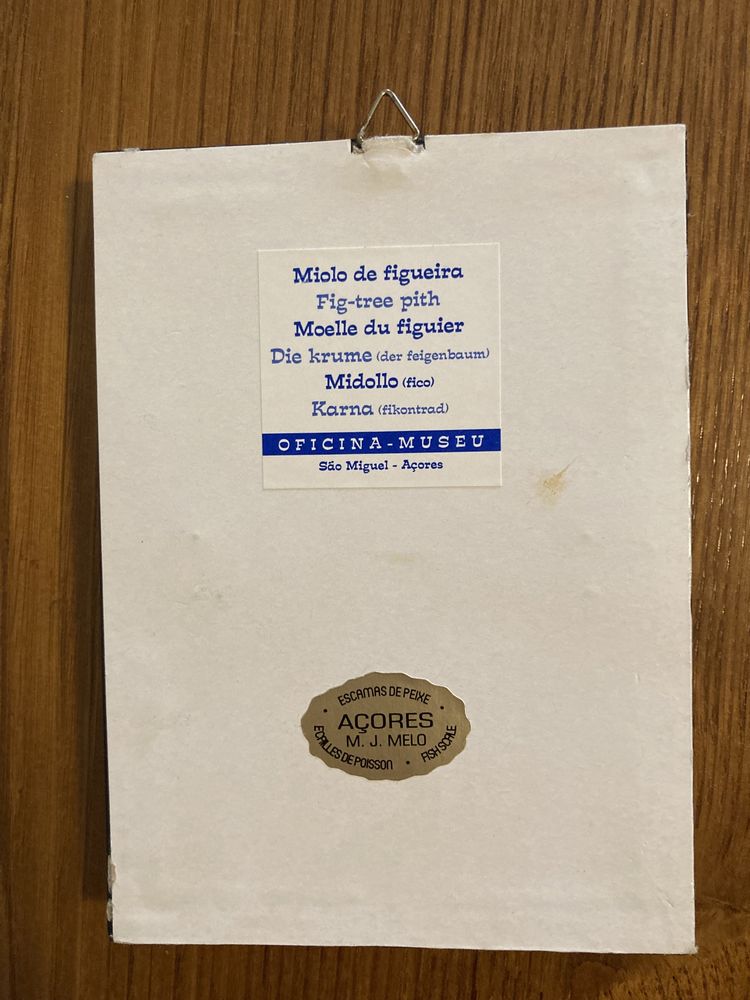 Miolo de figueira
Fig-tree pith
Moelle du figuier
Die krume (der feigenbaum)
Midollo (fico)
Karna (fikontrad)
OFICINA-MUSEU
São Miguel - Açores
ESCAMAS DE PEIXE
AÇORES
M. J. MELO
ECAILLES DE POISSON • FISH SCALE